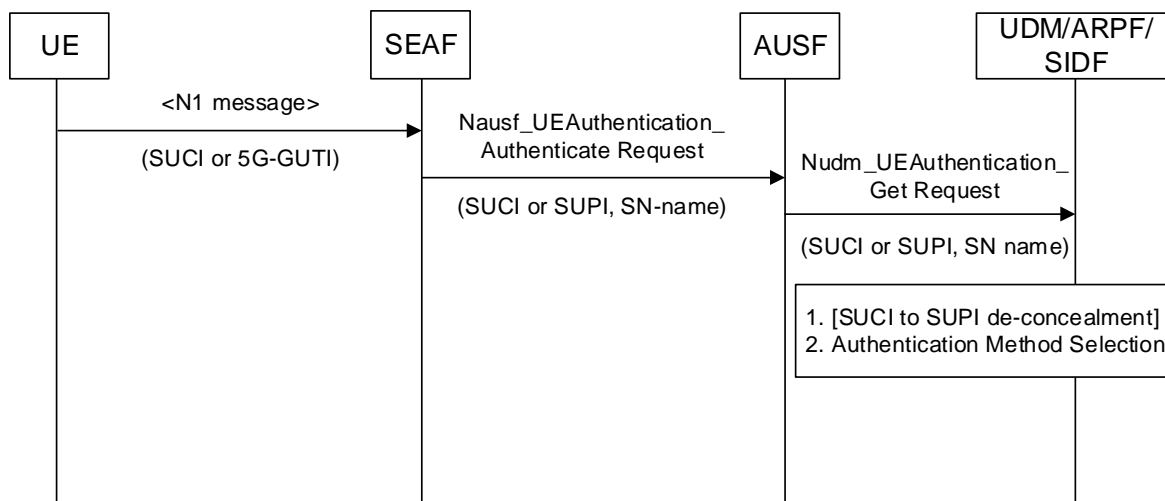 UE
SEAF
AUSF
UDM/ARPF/
SIDF
<N1 message>
(SUCI or 5G-GUTI)
Nausf_UEAuthentication_
Authenticate Request
(SUCI or SUPI, SN-name)
Nudm_UEAuthentication_
Get Request
(SUCI or SUPI, SN name)
1. [SUCI to SUPI de-concealment]
2. Authentication Method Selection